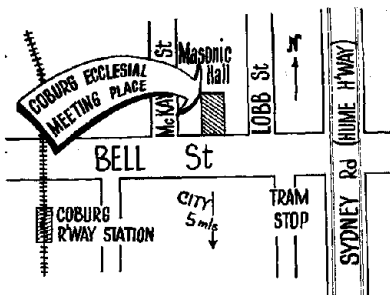 COBURG ECCLESIAL
MEETING PLACE
McKAY St
Masonic
Hall
LOBB St
N
SYDNEY Rd (HUME H'WAY)
BELL St
COBURG
R'WAY STATION
CITY
5 mls
TRAM
STOP